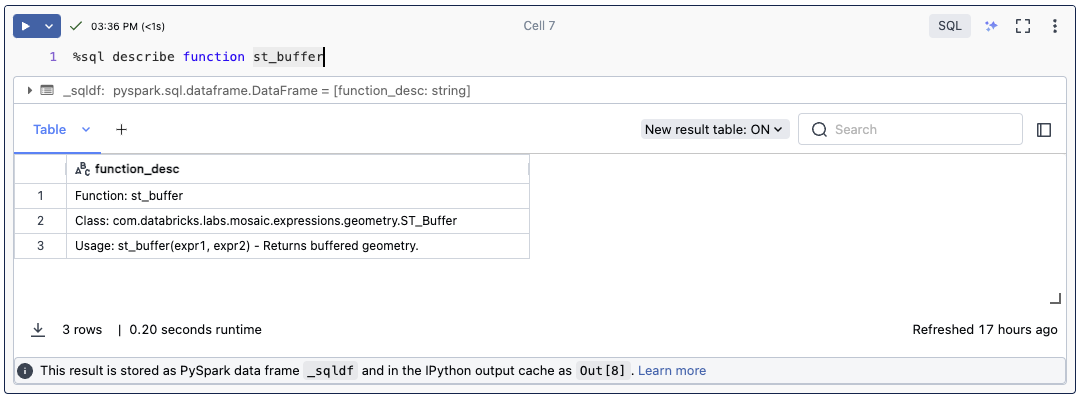 03:36 PM (<1s)
Cell 7
SQL
1 %sql describe function st_buffer
_sqldf: pyspark.sql.dataframe.DataFrame = [function_desc: string]
Table
New result table: ON
Search
ABC function_desc
1 Function: st_buffer
2 Class: com.databricks.labs.mosaic.expressions.geometry.ST_Buffer
3 Usage: st_buffer(expr1, expr2) - Returns buffered geometry.
3 rows | 0.20 seconds runtime
Refreshed 17 hours ago
This result is stored as PySpark data frame _sqldf and in the IPython output cache as Out[8]. Learn more